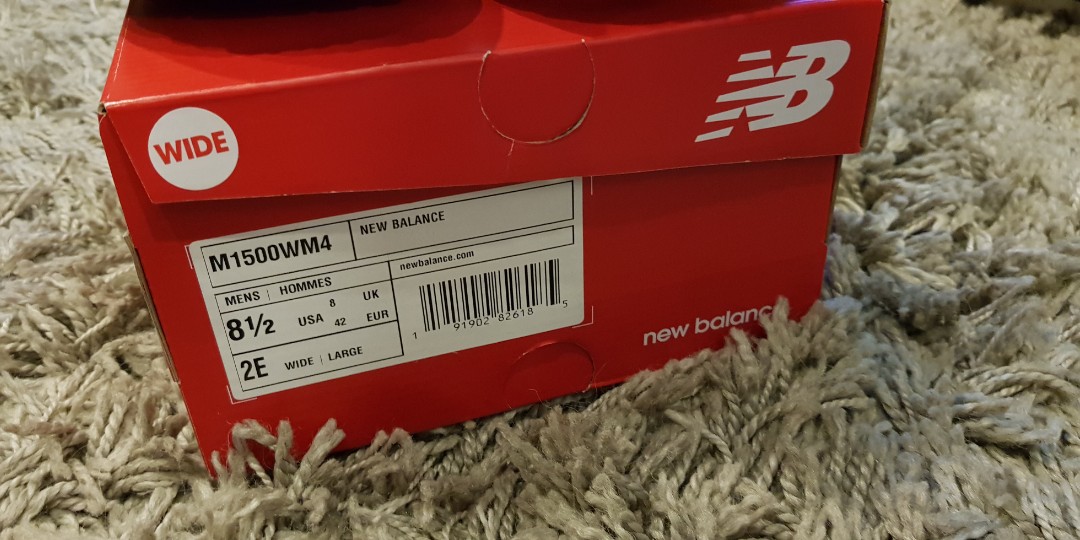 WIDE
NB
M1500WM4
NEW BALANCE
MENS | HOMMES
newbalance.com
8½ USA 8 UK
42 EUR
2E WIDE | LARGE
1 91902 82618 5
new balanc